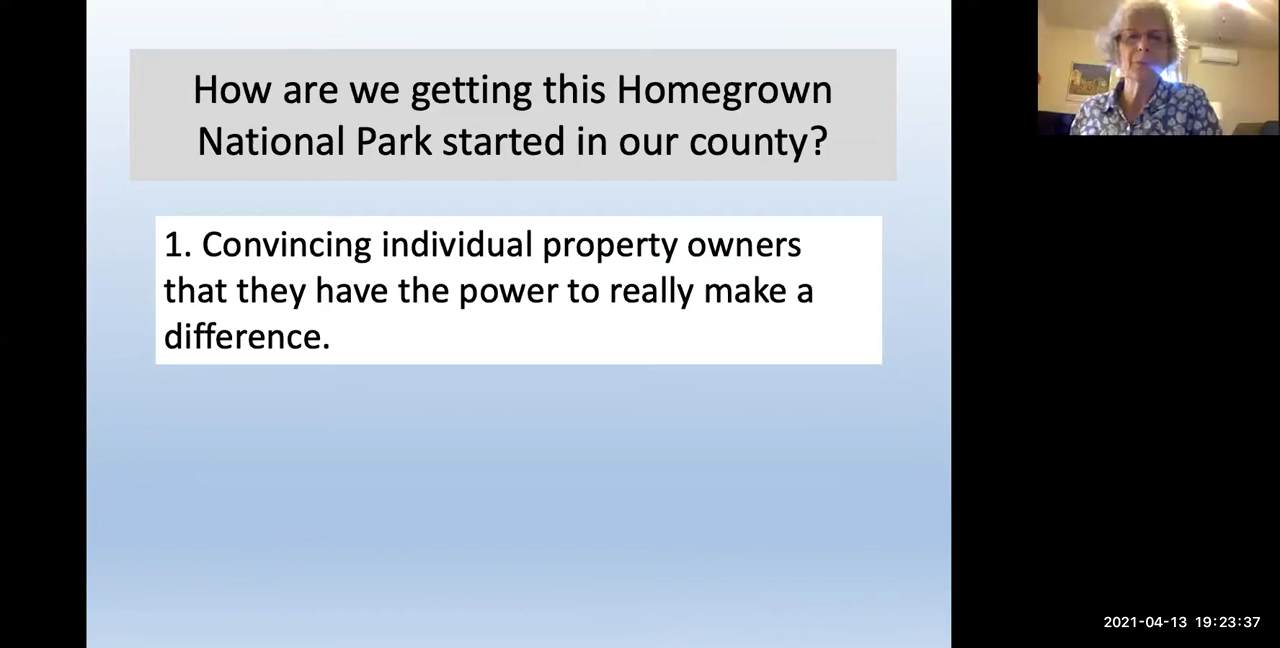 How are we getting this Homegrown
National Park started in our county?
1. Convincing individual property owners
that they have the power to really make a
difference.
2021-04-13 19:23:37